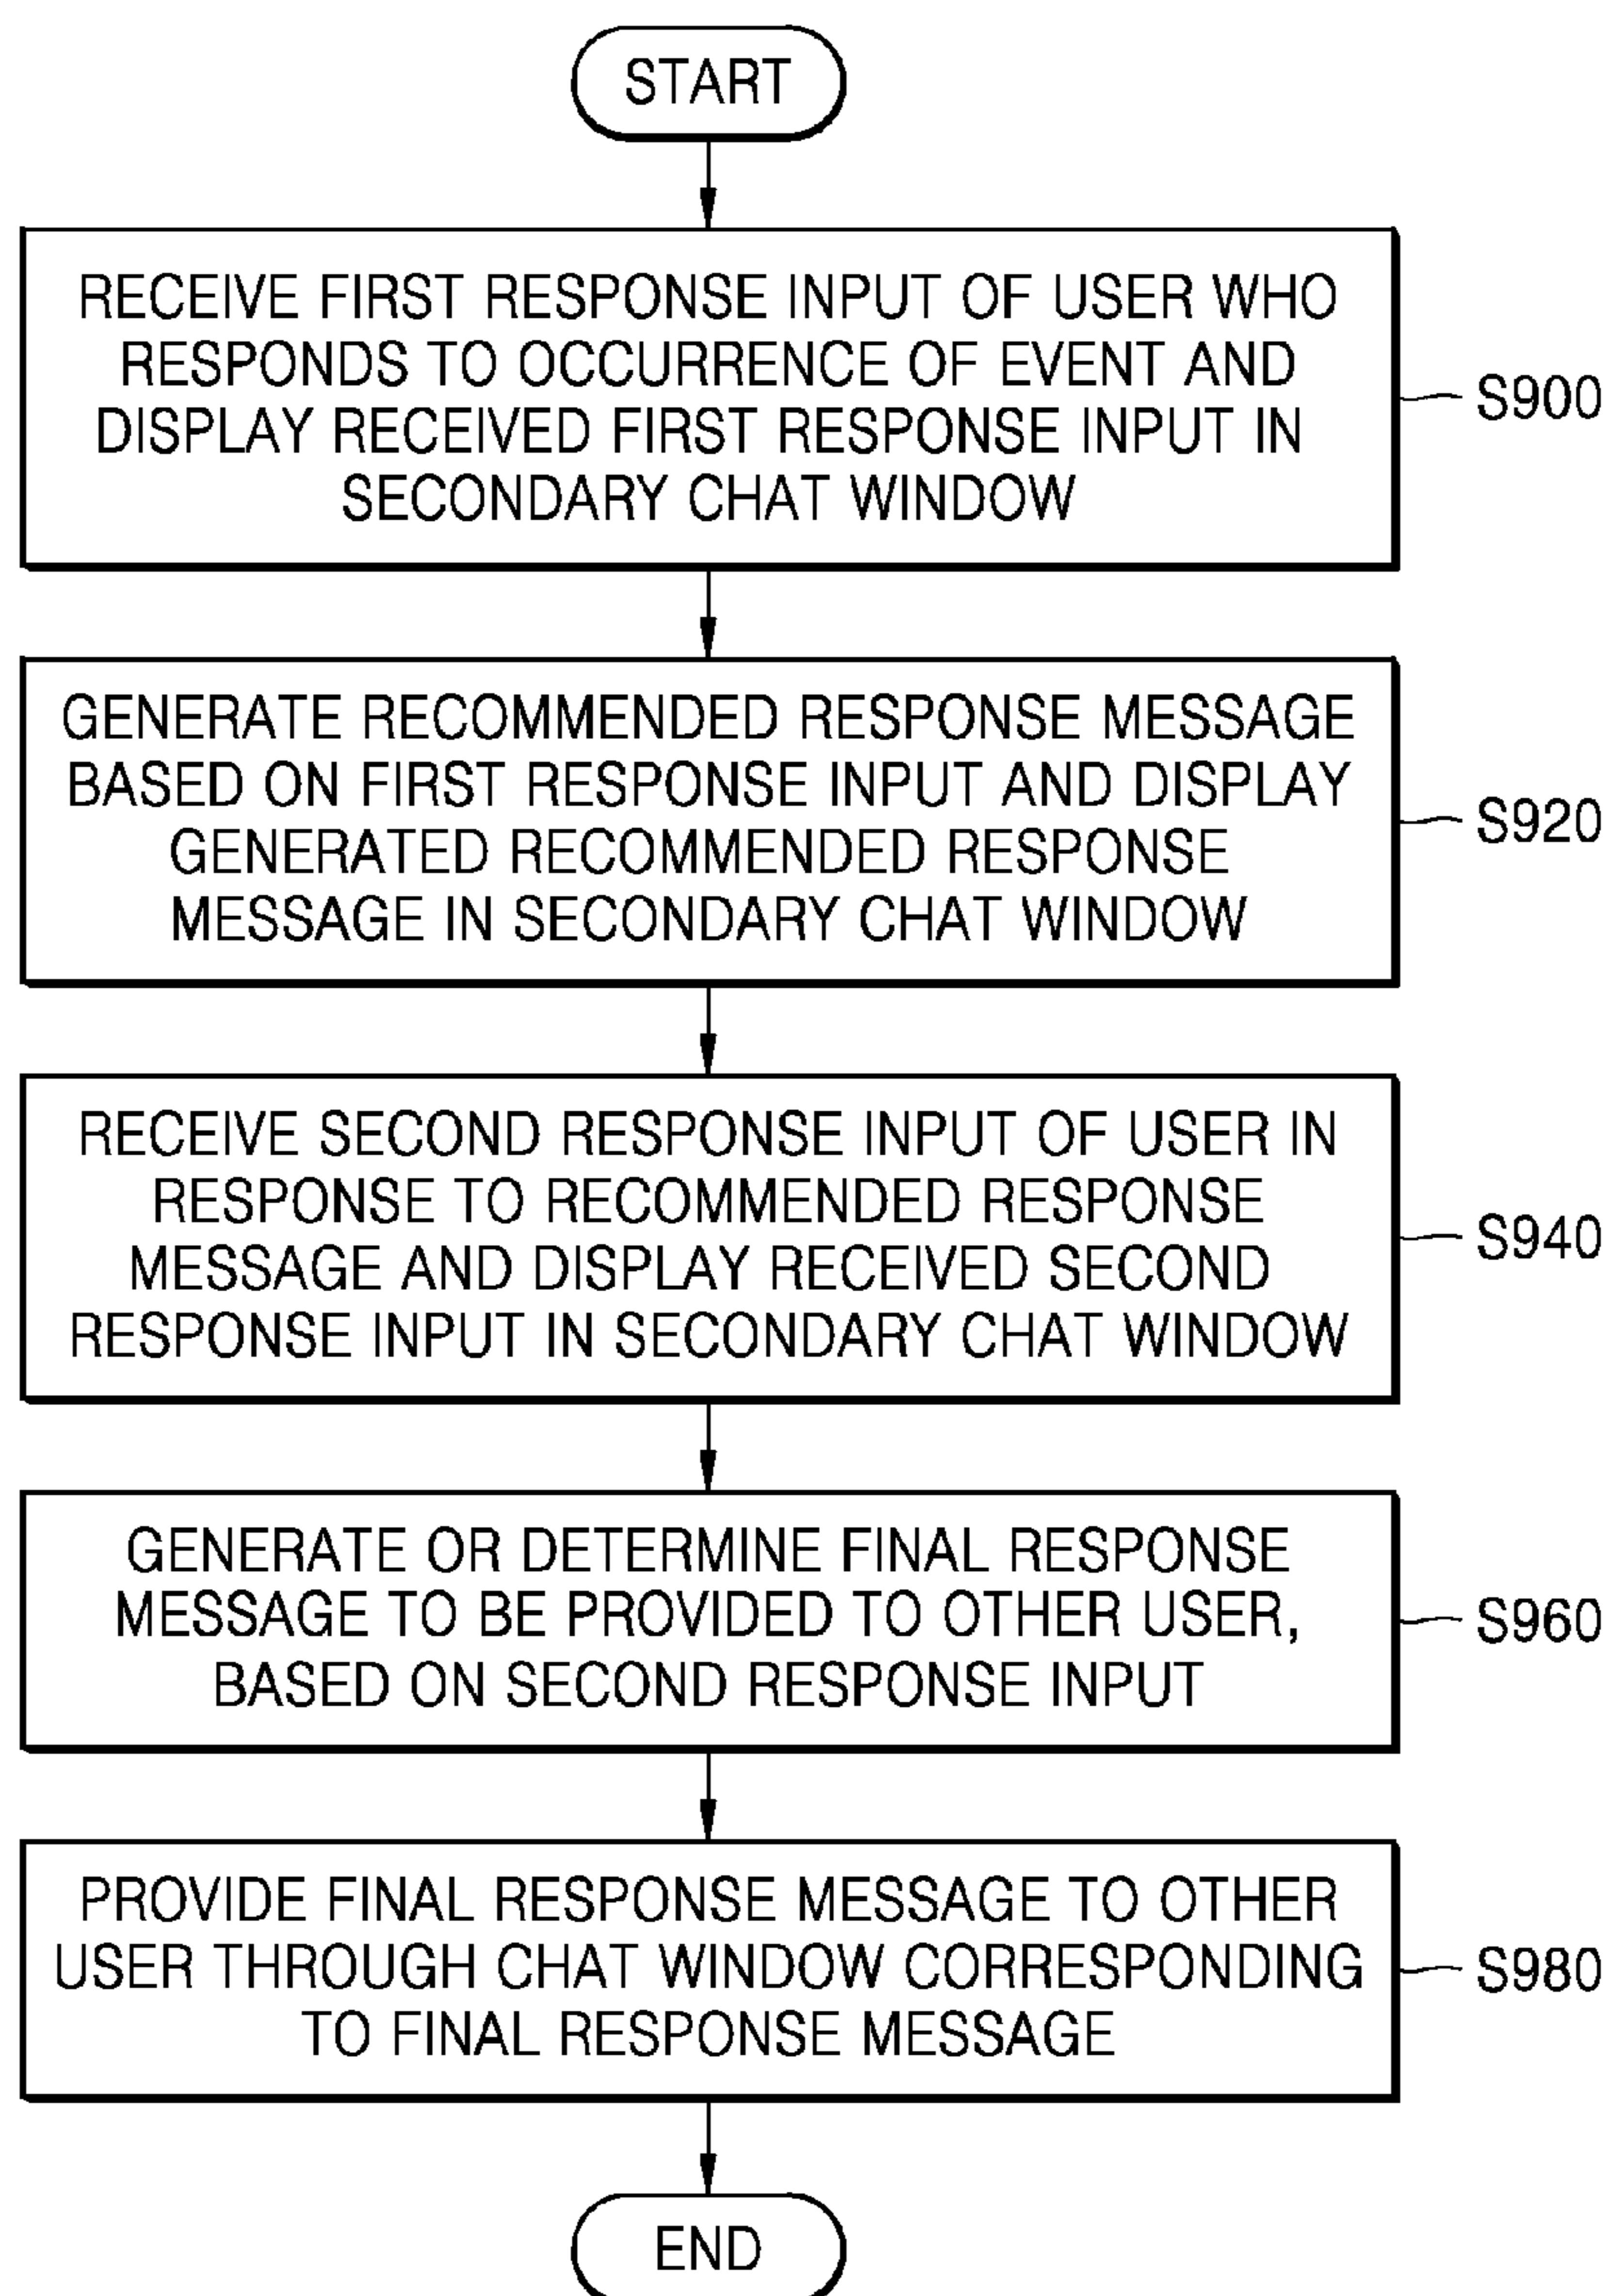 START
RECEIVE FIRST RESPONSE INPUT OF USER WHO
RESPONDS TO OCCURRENCE OF EVENT AND
DISPLAY RECEIVED FIRST RESPONSE INPUT IN
SECONDARY CHAT WINDOW
S900
GENERATE RECOMMENDED RESPONSE MESSAGE
BASED ON FIRST RESPONSE INPUT AND DISPLAY
GENERATED RECOMMENDED RESPONSE
MESSAGE IN SECONDARY CHAT WINDOW
S920
RECEIVE SECOND RESPONSE INPUT OF USER IN
RESPONSE TO RECOMMENDED RESPONSE
MESSAGE AND DISPLAY RECEIVED SECOND
RESPONSE INPUT IN SECONDARY CHAT WINDOW
S940
GENERATE OR DETERMINE FINAL RESPONSE
MESSAGE TO BE PROVIDED TO OTHER USER,
BASED ON SECOND RESPONSE INPUT
S960
PROVIDE FINAL RESPONSE MESSAGE TO OTHER
USER THROUGH CHAT WINDOW CORRESPONDING
TO FINAL RESPONSE MESSAGE
S980
END